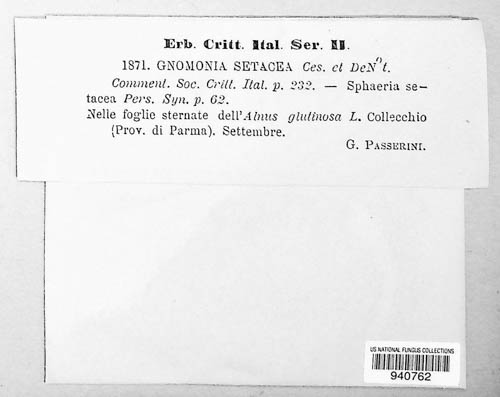 Erb. Critt. Ital. Ser. II.
1871. GNOMONIA SETACEA Ces. et DeNot.
Comment. Soc. Critt. Ital. p. 232. — Sphaeria se-
tacea Pers. Syn. p. 62.
Nelle foglie sternate dell'Alnus glutinosa L. Collecchio
(Prov. di Parma). Settembre.
G. PASSERINI.
US NATIONAL FUNGUS COLLECTIONS
940762